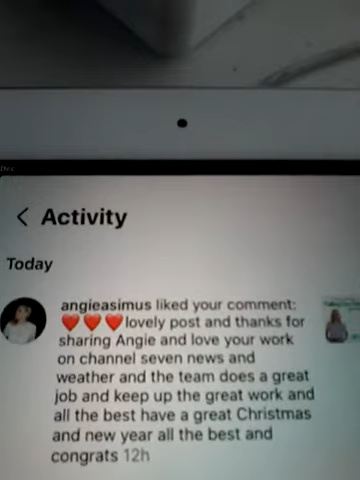 Dec
Activity
Today
angieasimus liked your comment:
❤️❤️❤️lovely post and thanks for
sharing Angie and love your work
on channel seven news and
weather and the team does a great
job and keep up the great work and
all the best have a great Christmas
and new year all the best and
congrats 12h